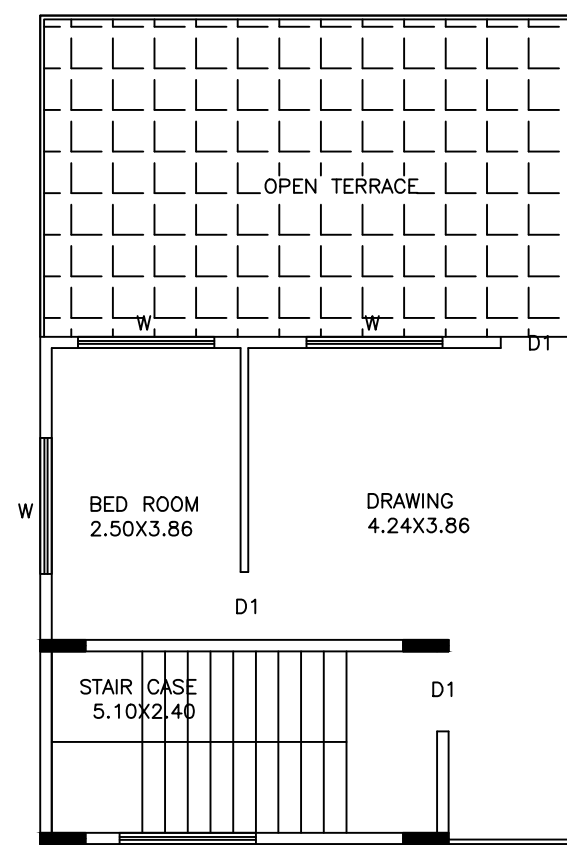 OPEN TERRACE
W
W
D1
W
BED ROOM
2.50X3.86
DRAWING
4.24X3.86
D1
STAIR CASE
5.10X2.40
D1